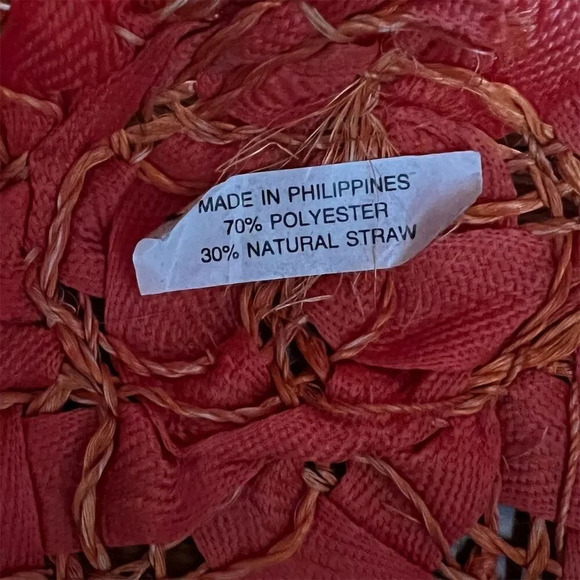 MADE IN PHILIPPINES
70% POLYESTER
30% NATURAL STRAW